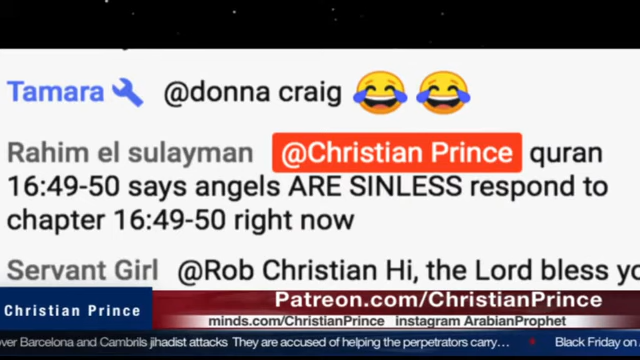 Tamara @donna craig
Rahim el sulayman @Christian Prince quran
16:49-50 says angels ARE SINLESS respond to
chapter 16:49-50 right now
Servant Girl @Rob Christian Hi, the Lord bless yo
Christian Prince
Patreon.com/ChristianPrince
minds.com/ChristianPrince instagram ArabianProphet
over Barcelona and Cambrils jihadist attacks They are accused of helping the perpetrators carry… Black Friday on